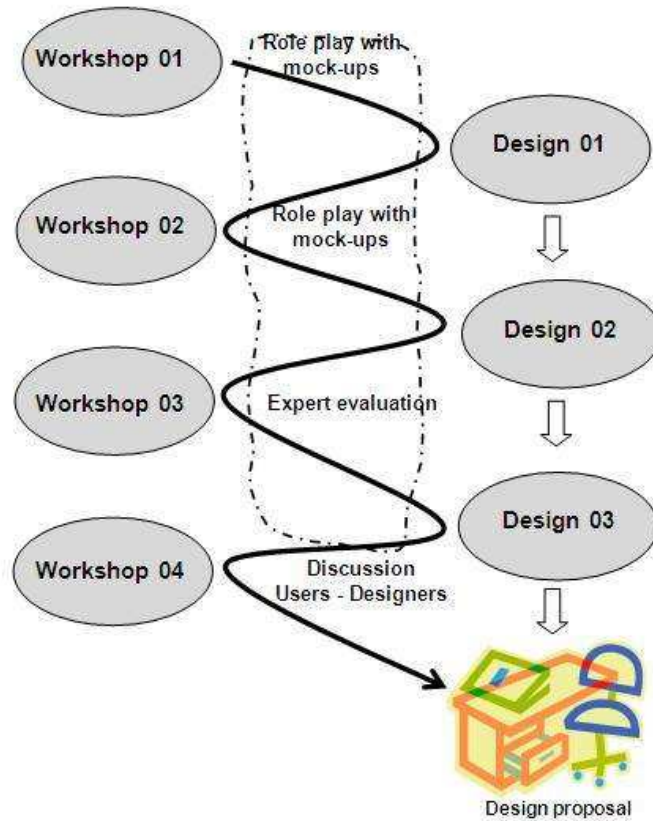 Workshop 01
Role play with
mock-ups
Design 01
Workshop 02
Role play with
mock-ups
Design 02
Workshop 03
Expert evaluation
Design 03
Workshop 04
Discussion
Users - Designers
Design proposal